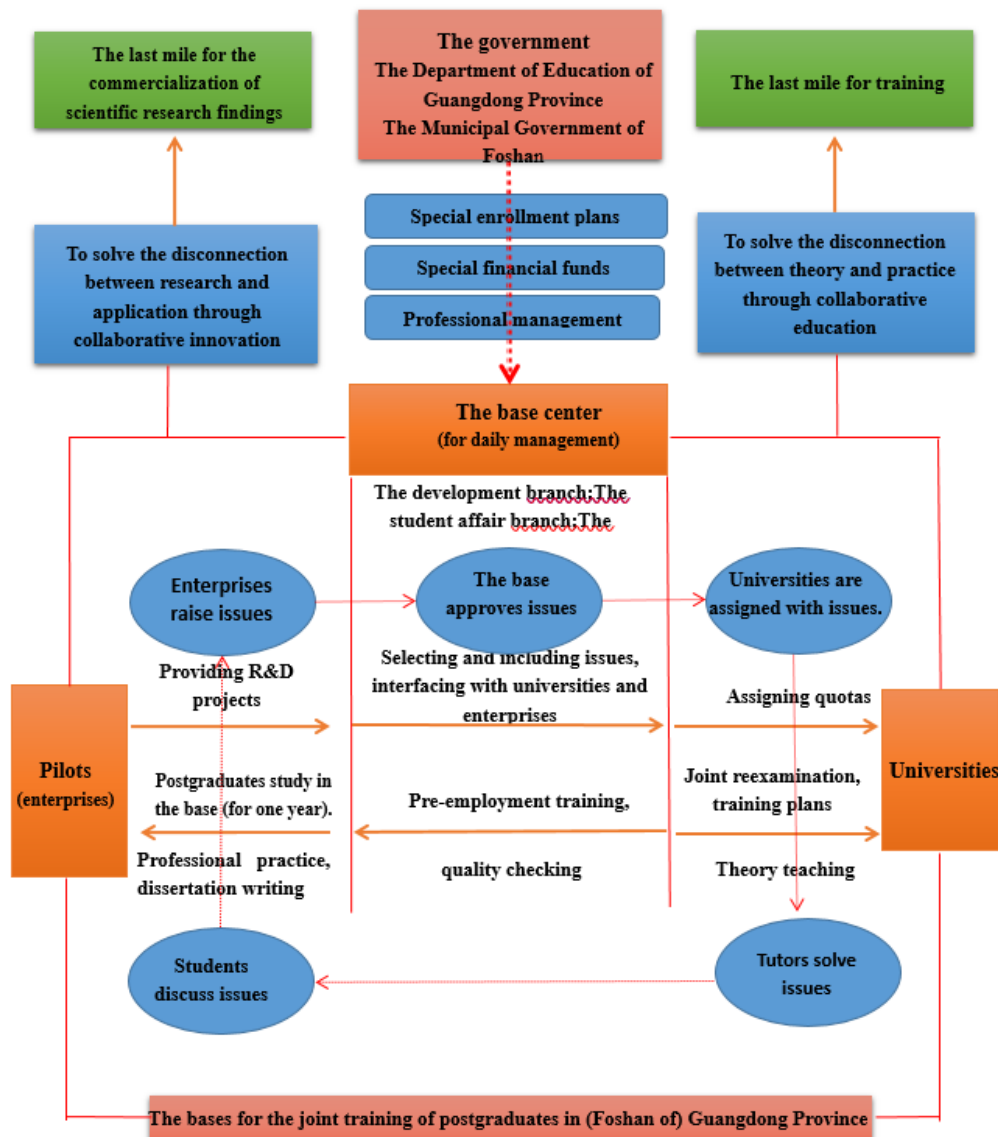 The last mile for the
commercialization of
scientific research findings
The government
The Department of Education of
Guangdong Province
The Municipal Government of
Foshan
The last mile for training
Special enrollment plans
Special financial funds
Professional management
To solve the disconnection
between research and
application through
collaborative innovation
To solve the disconnection
between theory and practice
through collaborative
education
The base center
(for daily management)
The development branch;The
student affair branch;The
Enterprises
raise issues
The base
approves issues
Universities are
assigned with issues.
Providing R&D
projects
Selecting and including issues,
interfacing with universities and
enterprises
Assigning quotas
Pilots
(enterprises)
Universities
Postgraduates study in
the base (for one year).
Pre-employment training,
Joint reexamination,
training plans
Professional practice,
dissertation writing
quality checking
Theory teaching
Students
discuss issues
Tutors solve
issues
The bases for the joint training of postgraduates in (Foshan of) Guangdong Province